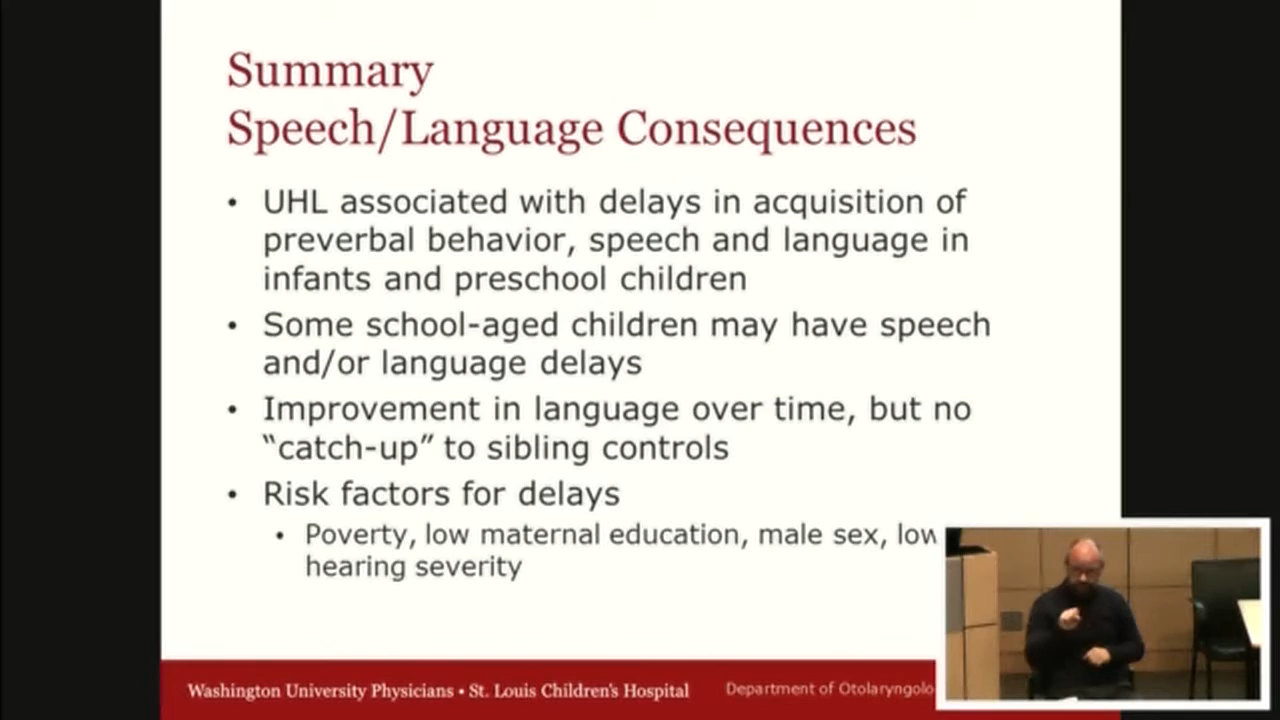 Summary
Speech/Language Consequences
• UHL associated with delays in acquisition of
preverbal behavior, speech and language in
infants and preschool children
• Some school-aged children may have speech
and/or language delays
• Improvement in language over time, but no
“catch-up” to sibling controls
• Risk factors for delays
• Poverty, low maternal education, male sex, low
hearing severity
Washington University Physicians • St. Louis Children's Hospital
Department of